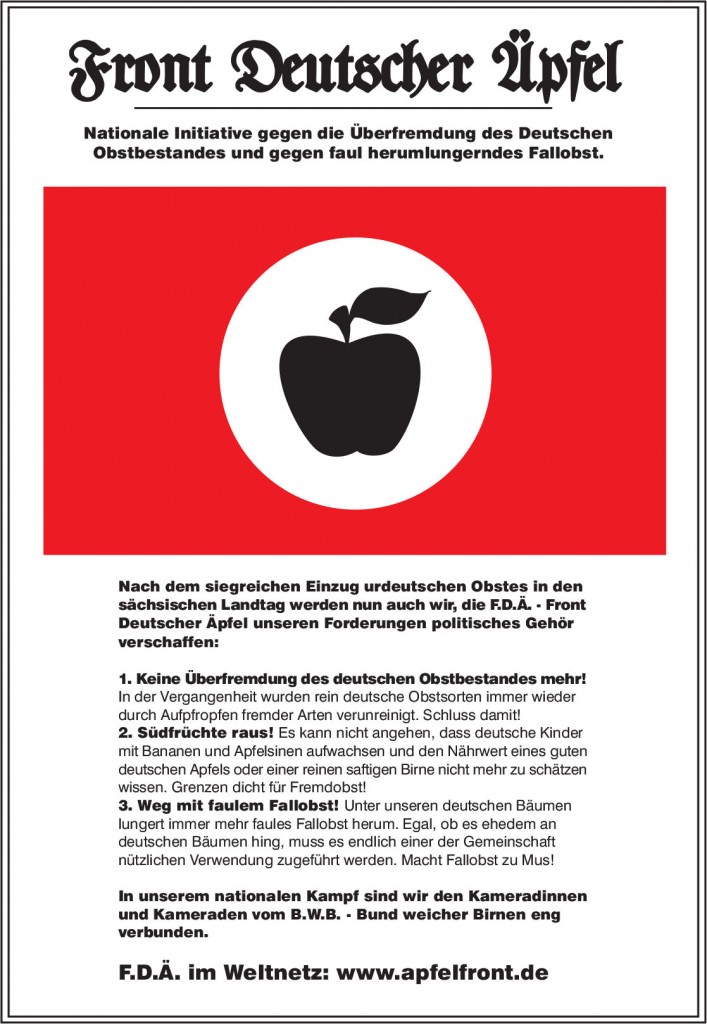 Front Deutscher Äpfel
Nationale Initiative gegen die Überfremdung des Deutschen
Obstbestandes und gegen faul herumlungerndes Fallobst.
Nach dem siegreichen Einzug urdeutschen Obstes in den
sächsischen Landtag werden nun auch wir, die F.D.Ä. - Front
Deutscher Äpfel unseren Forderungen politisches Gehör
verschaffen:
1. Keine Überfremdung des deutschen Obstbestandes mehr!
In der Vergangenheit wurden rein deutsche Obstsorten immer wieder
durch Aufpfropfen fremder Arten verunreinigt. Schluss damit!
2. Südfrüchte raus! Es kann nicht angehen, dass deutsche Kinder
mit Bananen und Apfelsinen aufwachsen und den Nährwert eines guten
deutschen Apfels oder einer reinen saftigen Birne nicht mehr zu schätzen
wissen. Grenzen dicht für Fremdobst!
3. Weg mit faulem Fallobst! Unter unseren deutschen Bäumen
lungert immer mehr faules Fallobst herum. Egal, ob es ehedem an
deutschen Bäumen hing, muss es endlich einer der Gemeinschaft
nützlichen Verwendung zugeführt werden. Macht Fallobst zu Mus!
In unserem nationalen Kampf sind wir den Kameradinnen
und Kameraden vom B.W.B. - Bund weicher Birnen eng
verbunden.
F.D.Ä. im Weltnetz: www.apfelfront.de